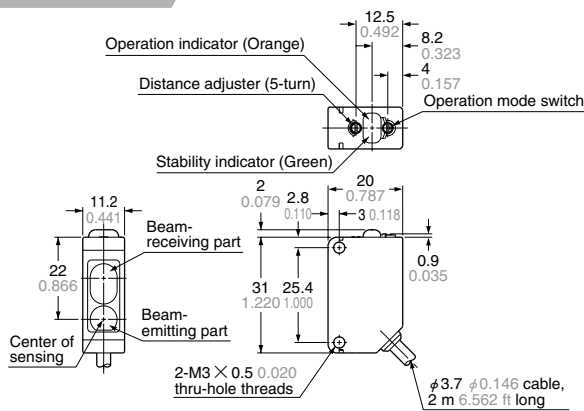 12.5
0.492
Operation indicator (Orange)
8.2
0.323
4
0.157
Distance adjuster (5-turn)
Operation mode switch
Stability indicator (Green)
2
0.079
2.8
0.110
20
0.787
3 0.118
11.2
0.441
Beam-
receiving part
0.9
0.035
22
0.866
31
1.220
25.4
1.000
Beam-
emitting part
Center of
sensing
2-M3 × 0.5 0.020
thru-hole threads
φ3.7 φ0.146 cable,
2 m 6.562 ft long